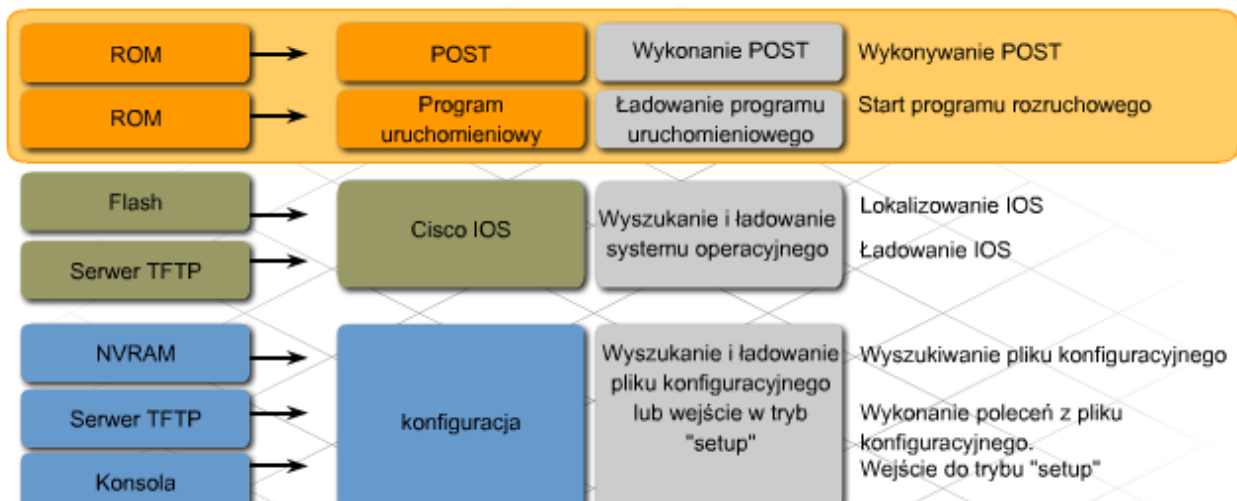 ROM
POST
Wykonanie POST
Wykonywanie POST
ROM
Program
uruchomieniowy
Ładowanie programu
uruchomieniowego
Start programu rozruchowego
Flash
Serwer TFTP
Cisco IOS
Wyszukanie i ładowanie
systemu operacyjnego
Lokalizowanie IOS
Ładowanie IOS
NVRAM
Serwer TFTP
Konsola
konfiguracja
Wyszukanie i ładowanie
pliku konfiguracyjnego
lub wejście w tryb
"setup"
Wyszukiwanie pliku konfiguracyjnego
Wykonanie poleceń z pliku
konfiguracyjnego.
Wejście do trybu "setup"